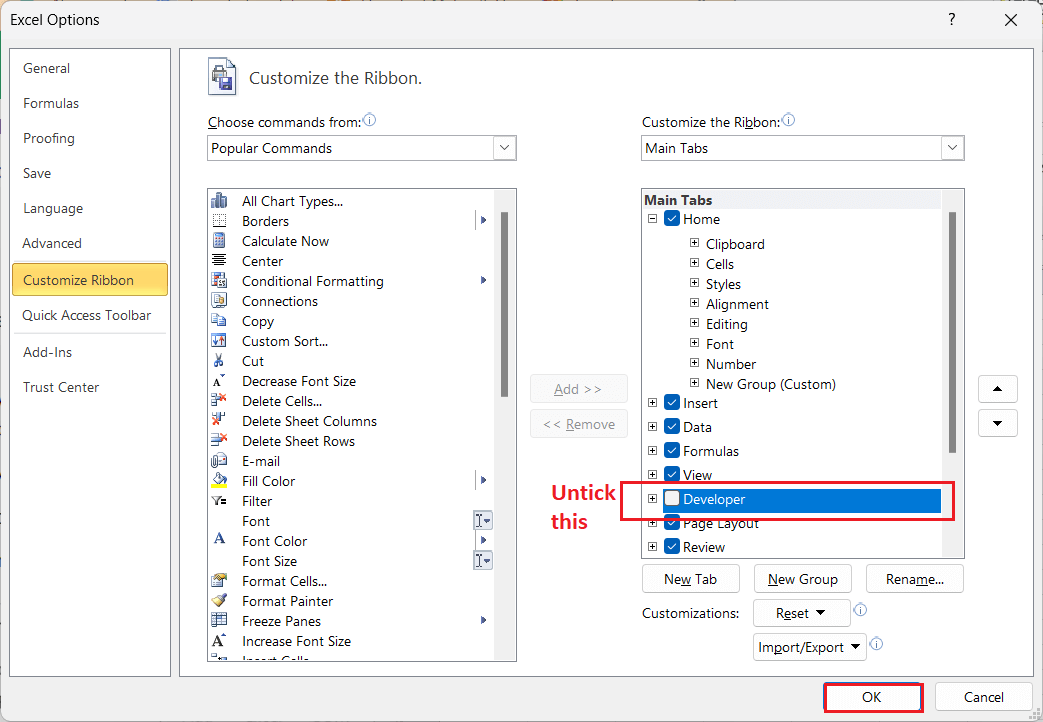 Excel Options
?
General
Formulas
Proofing
Save
Language
Advanced
Customize Ribbon
Quick Access Toolbar
Add-Ins
Trust Center
Customize the Ribbon.
Choose commands from:
Popular Commands
All Chart Types...
Borders
Calculate Now
Center
Conditional Formatting
Connections
Copy
Custom Sort...
Cut
Decrease Font Size
Delete Cells...
Delete Sheet Columns
Delete Sheet Rows
E-mail
Fill Color
Filter
Font
Font Color
Font Size
Format Cells...
Format Painter
Freeze Panes
Increase Font Size
Insert Cells
Add >>
<< Remove
Customize the Ribbon:
Main Tabs
Main Tabs
Home
Clipboard
Cells
Styles
Alignment
Editing
Font
Number
New Group (Custom)
Insert
Data
Formulas
View
Developer
Page Layout
Review
Untick
this
New Tab
New Group
Rename...
Customizations:
Reset
Import/Export
OK
Cancel